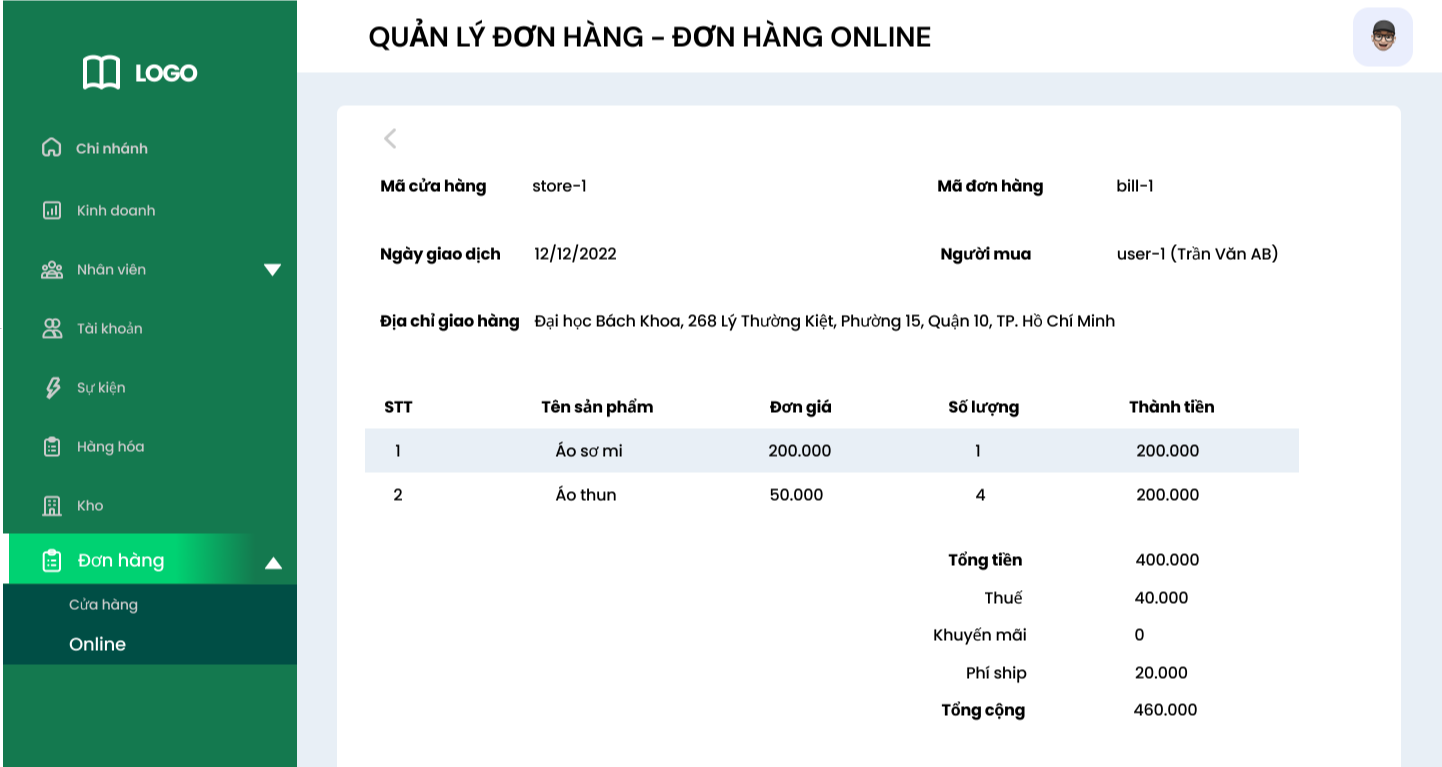 LOGO
Chi nhánh
Kinh doanh
Nhân viên
Tài khoản
Sự kiện
Hàng hóa
Kho
Đơn hàng
Cửa hàng
Online
QUẢN LÝ ĐƠN HÀNG – ĐƠN HÀNG ONLINE
Mã cửa hàng store-1 Mã đơn hàng bill-1
Ngày giao dịch 12/12/2022 Người mua user-1 (Trần Văn AB)
Địa chỉ giao hàng Đại học Bách Khoa, 268 Lý Thường Kiệt, Phường 15, Quận 10, TP. Hồ Chí Minh
STT Tên sản phẩm Đơn giá Số lượng Thành tiền
1 Áo sơ mi 200.000 1 200.000
2 Áo thun 50.000 4 200.000
Tổng tiền 400.000
Thuế 40.000
Khuyến mãi 0
Phí ship 20.000
Tổng cộng 460.000